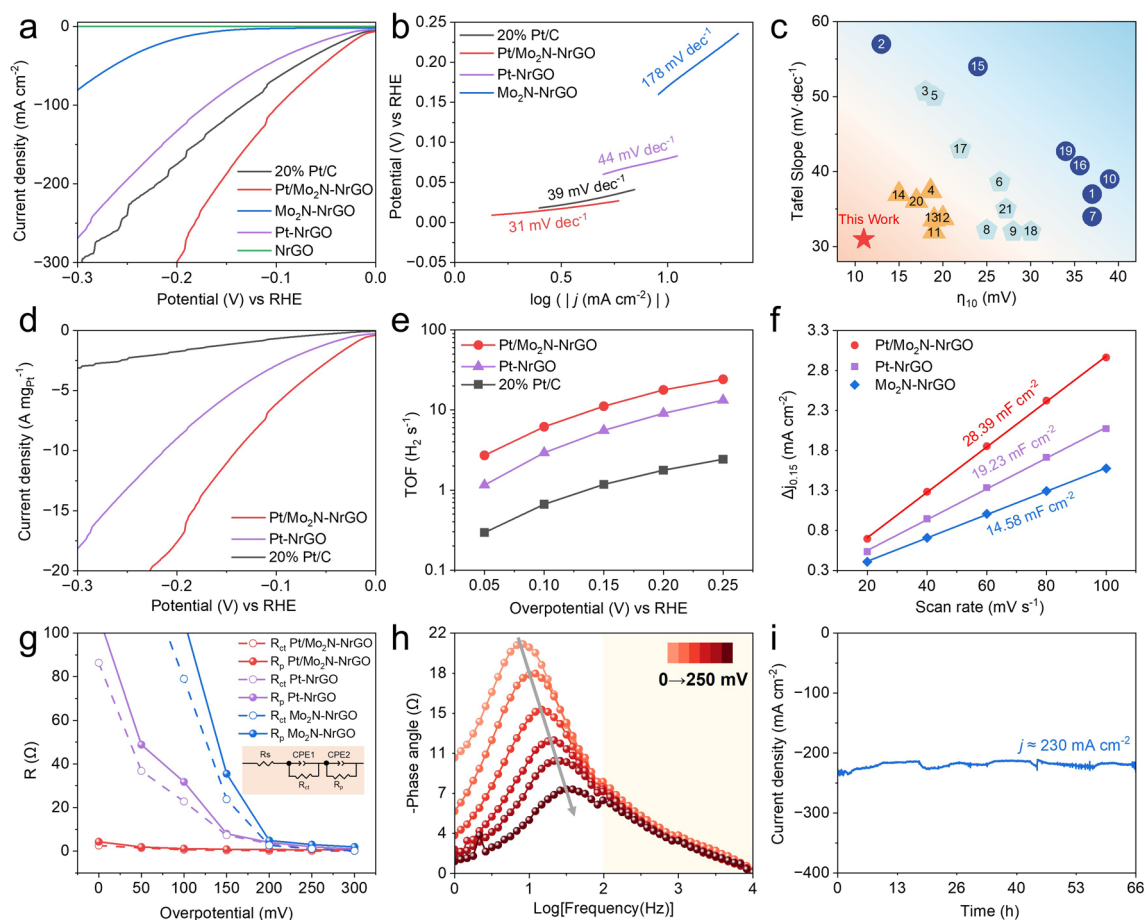 a
Current density (mA cm⁻²)
0
−100
−200
−300
−0.3
−0.2
−0.1
0.0
Potential (V) vs RHE
20% Pt/C
Pt/Mo₂N-NrGO
Mo₂N-NrGO
Pt-NrGO
NrGO
b
Potential (V) vs RHE
0.25
0.20
0.15
0.10
0.05
0.00
0.05
0.0
0.5
1.0
1.5
log ( | j (mA cm⁻²) | )
20% Pt/C
Pt/Mo₂N-NrGO
Pt-NrGO
Mo₂N-NrGO
178 mV dec⁻¹
44 mV dec⁻¹
39 mV dec⁻¹
31 mV dec⁻¹
c
Tafel Slope (mV·dec⁻¹)
60
50
40
30
10
15
20
25
30
35
40
η₁₀ (mV)
2
15
3
5
17
19
16
10
6
4
14
20
1
21
7
13
12
11
8
9
18
This Work
d
Current density (A mgPt⁻¹)
0
−5
−10
−15
−20
−0.3
−0.2
−0.1
0.0
Potential (V) vs RHE
Pt/Mo₂N-NrGO
Pt-NrGO
20% Pt/C
e
TOF (H₂ s⁻¹)
100
10
1
0.1
0.05
0.10
0.15
0.20
0.25
Overpotential (V) vs RHE
Pt/Mo₂N-NrGO
Pt-NrGO
20% Pt/C
f
Δj₀.₁₅ (mA cm⁻²)
3.3
2.8
2.3
1.8
1.3
0.8
0.3
20
40
60
80
100
Scan rate (mV s⁻¹)
Pt/Mo₂N-NrGO
Pt-NrGO
Mo₂N-NrGO
28.39 mF cm⁻²
19.23 mF cm⁻²
14.58 mF cm⁻²
g
R (Ω)
100
80
60
40
20
0
0
50
100
150
200
250
300
Overpotential (mV)
Rct Pt/Mo₂N-NrGO
Rp Pt/Mo₂N-NrGO
Rct Pt-NrGO
Rp Pt-NrGO
Rct Mo₂N-NrGO
Rp Mo₂N-NrGO
Rs
CPE1
CPE2
Rct
Rp
h
-Phase angle (Ω)
22
18
14
11
7
4
0
0
1
2
3
4
Log[Frequency(Hz)]
0→250 mV
i
Current density (mA cm⁻²)
0
−100
−200
−300
−400
0
13
26
40
53
66
Time (h)
j ≈ 230 mA cm⁻²